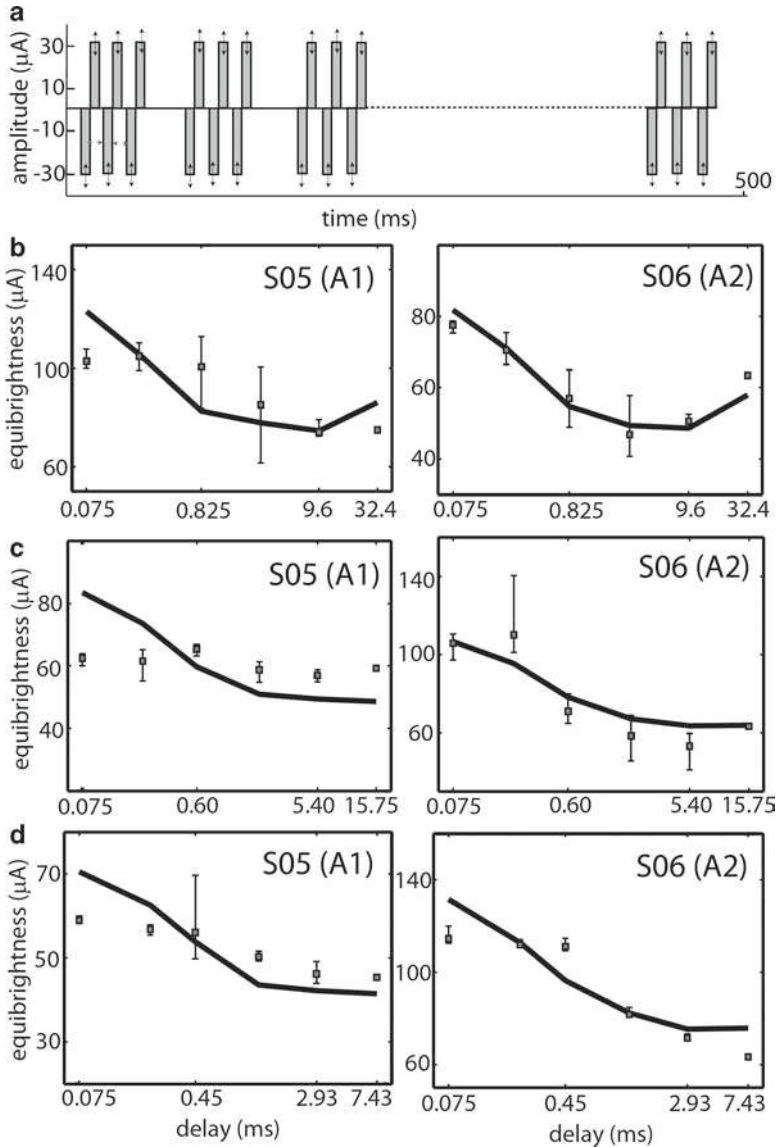 a
amplitude (µA)
30
10
-10
-30
500
time (ms)
b
equibrightness (µA)
140
100
60
S05 (A1)
0.075 0.825 9.6 32.4
80
60
40
S06 (A2)
0.075 0.825 9.6 32.4
c
equibrightness (µA)
80
60
40
S05 (A1)
0.075 0.60 5.40 15.75
140
100
60
S06 (A2)
0.075 0.60 5.40 15.75
d
equibrightness (µA)
70
50
30
S05 (A1)
0.075 0.45 2.93 7.43
delay (ms)
140
100
60
S06 (A2)
0.075 0.45 2.93 7.43
delay (ms)